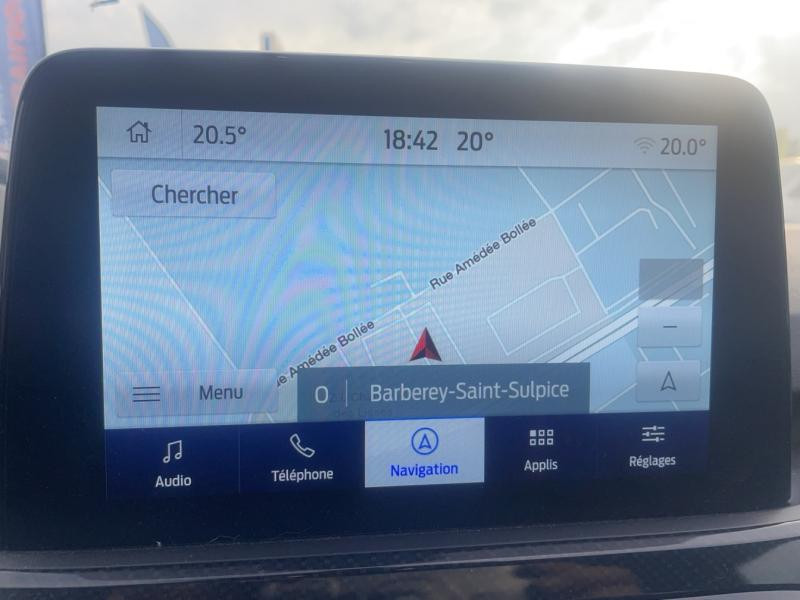 20.5°
18:42 20°
20.0°
Chercher
Rue Amédée Bollée
Rue Amédée Bollée
Menu
O
Barberey-Saint-Sulpice
Audio
Téléphone
Navigation
Applis
Réglages